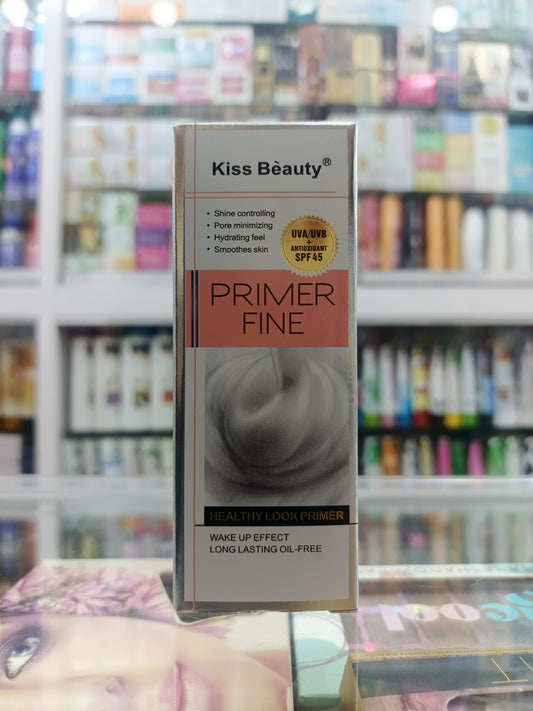 Kiss Bèauty®
• Shine controlling
• Pore minimizing
• Hydrating feel
• Smoothes skin
UVA/UVB
+
ANTIOXIDANT
SPF 45
PRIMER
FINE
HEALTHY LOOK PRIMER
WAKE UP EFFECT
LONG LASTING OIL-FREE